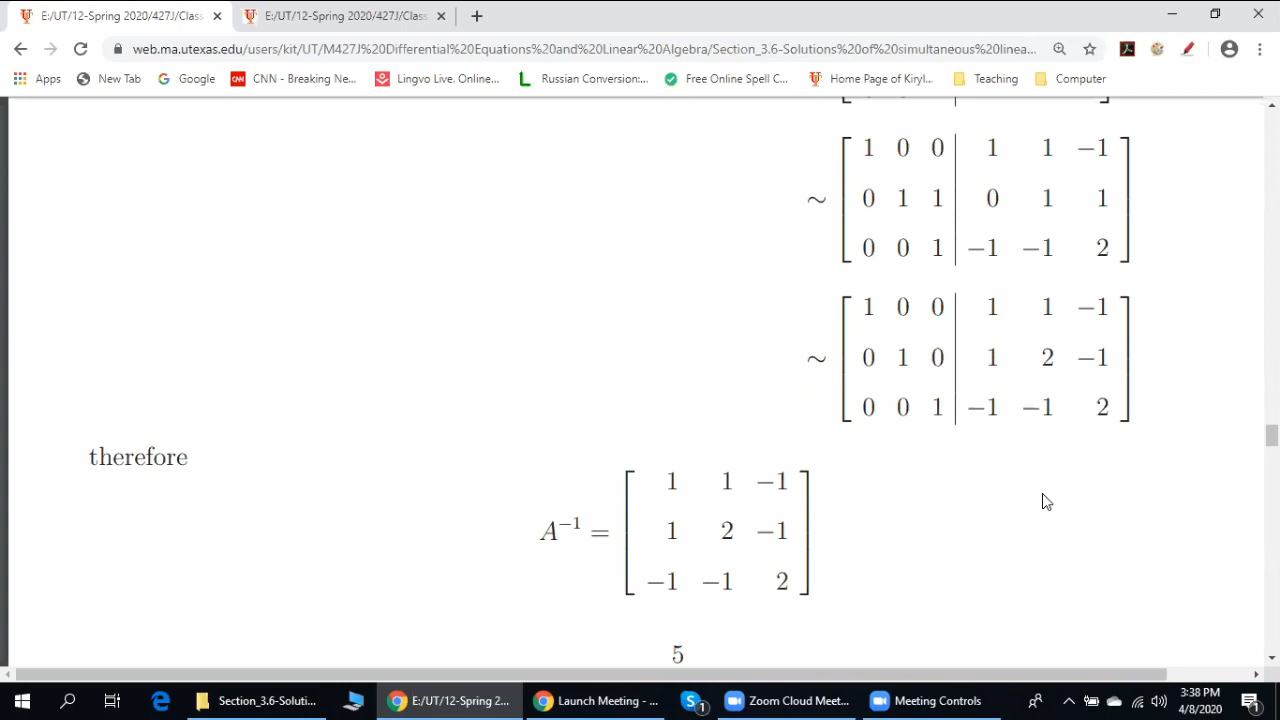 E:/UT/12-Spring 2020/427J/Class
E:/UT/12-Spring 2020/427J/Class.
web.ma.utexas.edu/users/kit/UT/M427J%20Differential%20Equations%20and%20Linear%20Algebra/Section_3.6-Solutions%20of%20simultaneous%20linea...
Apps New Tab Google CNN - Breaking Ne... Lingvo Live: Online... Russian Conversion:... Free Online Spell C... Home Page of Kiryl... Teaching Computer
1 0 0 | 1 1 −1
∼ 0 1 1 | 0 1 1
0 0 1 | −1 −1 2
1 0 0 | 1 1 −1
∼ 0 1 0 | 1 2 −1
0 0 1 | −1 −1 2
therefore
1 1 −1
A⁻¹ = 1 2 −1
−1 −1 2
5
Section_3.6-Soluti... E:/UT/12-Spring 2... Launch Meeting - ... Zoom Cloud Meet... Meeting Controls
3:38 PM
4/8/2020